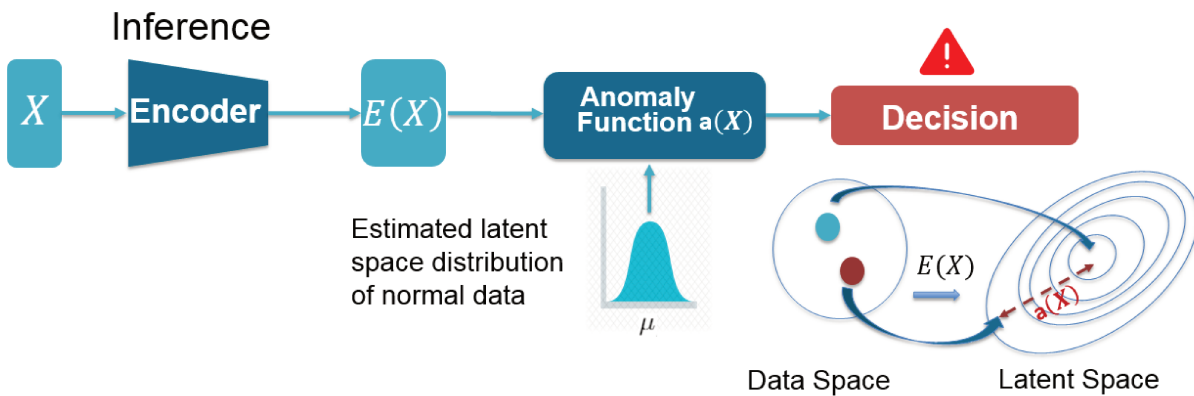 Inference
X
Encoder
E(X)
Anomaly
Function a(X)
Decision
!
Estimated latent
space distribution
of normal data
μ
E(X)
a(X)
Data Space
Latent Space